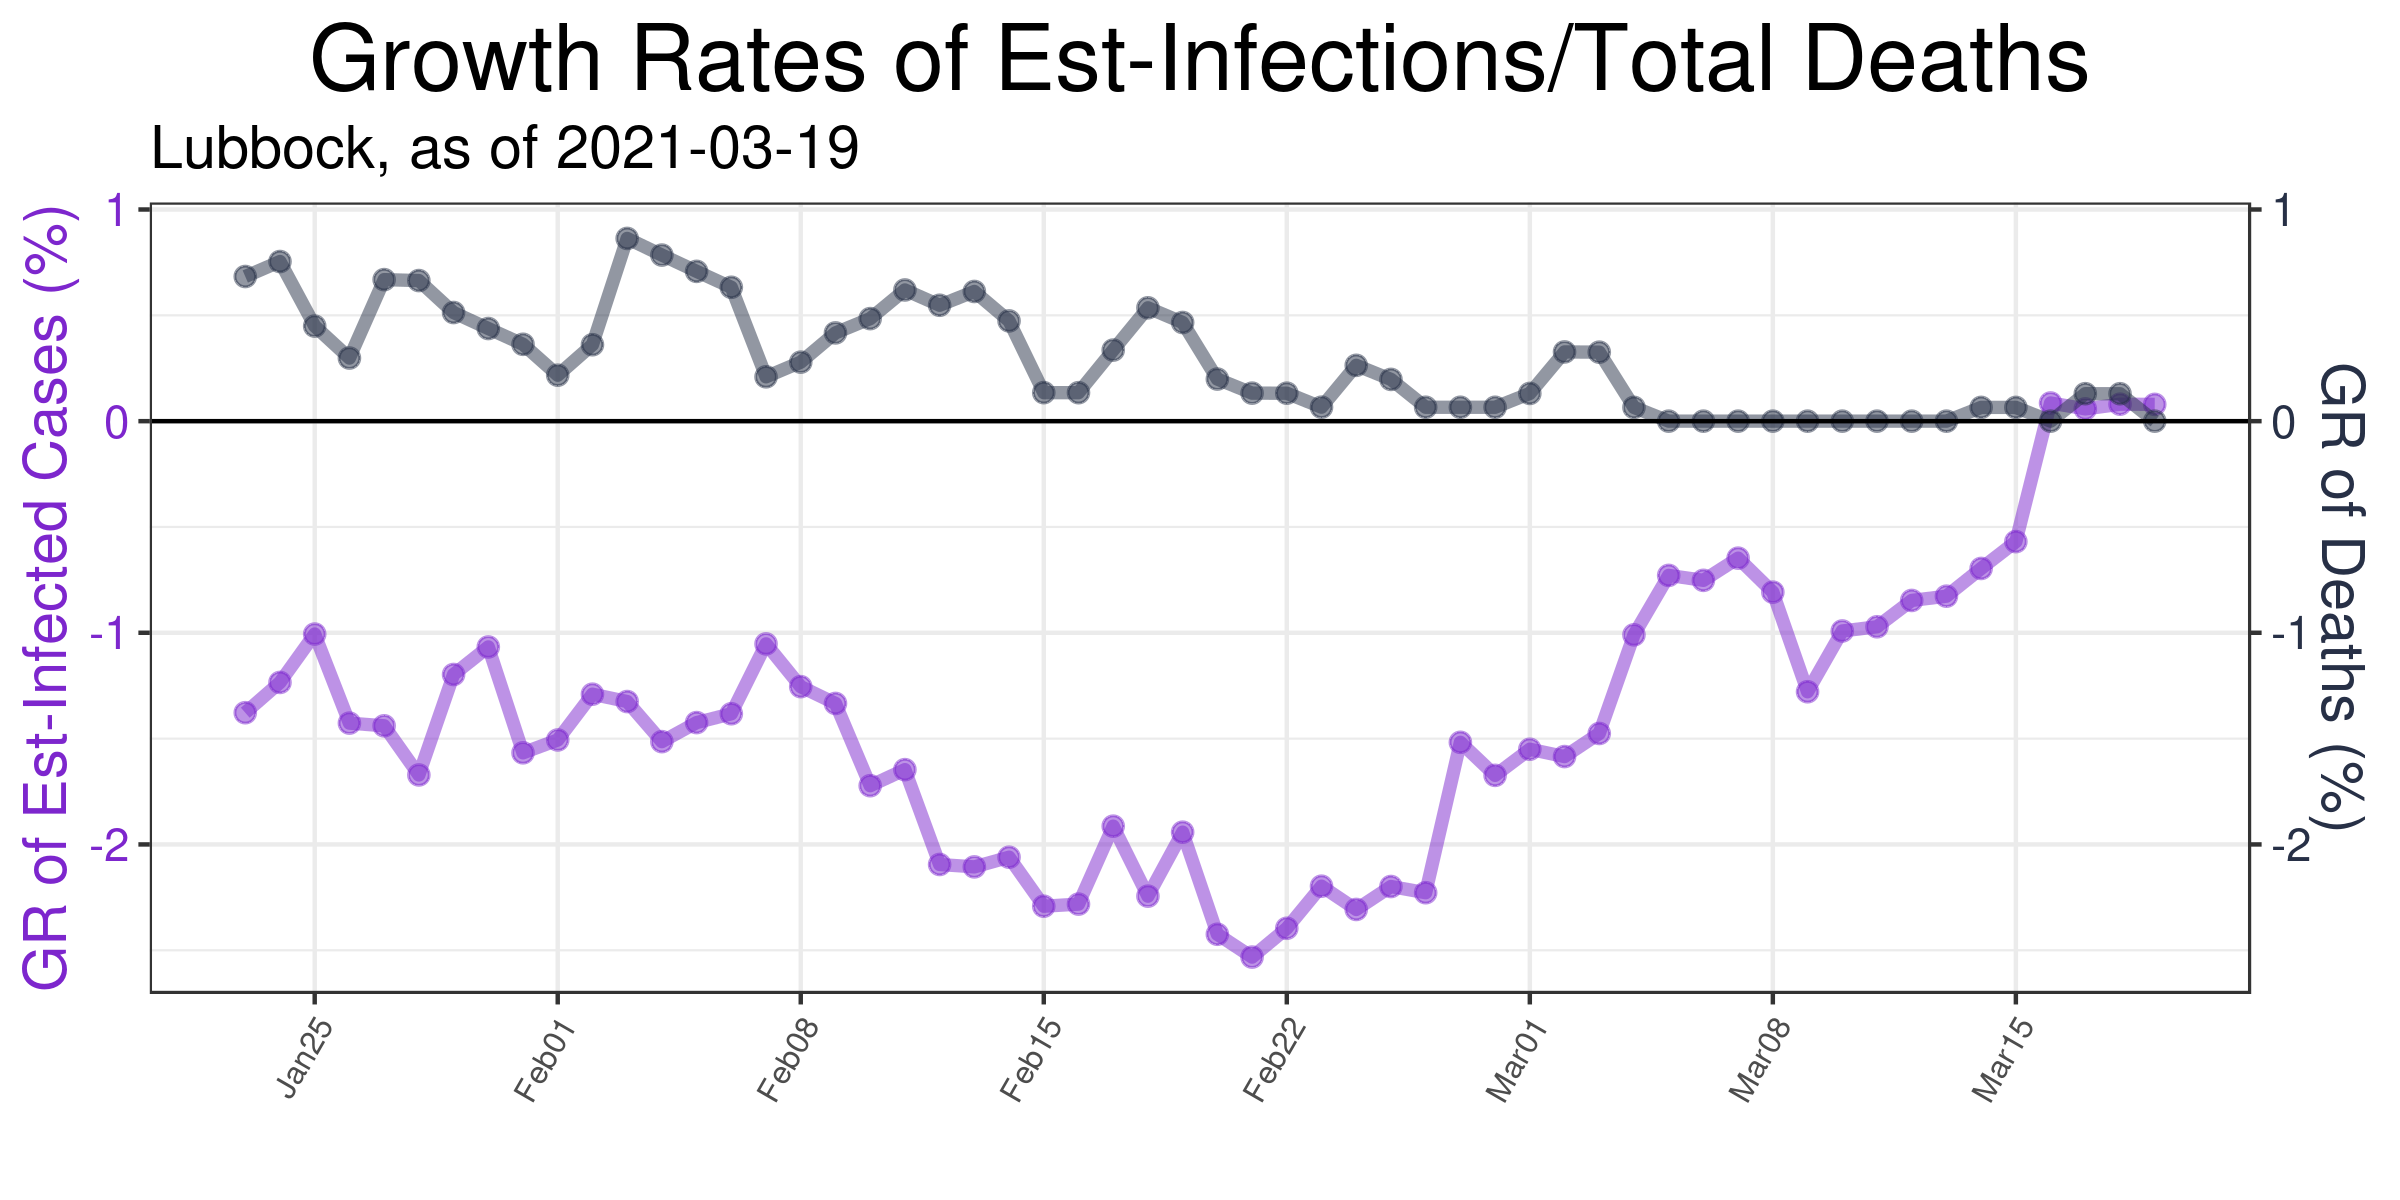 Growth Rates of Est-Infections/Total Deaths
Lubbock, as of 2021-03-19
GR of Est-Infected Cases (%)
1
0
-1
-2
1
0
-1
-2
GR of Deaths (%)
Jan25
Feb01
Feb08
Feb15
Feb22
Mar01
Mar08
Mar15